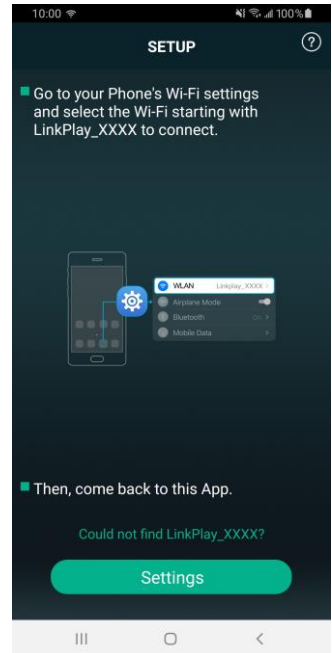 10:00 100%
SETUP
?
Go to your Phone's Wi-Fi settings
and select the Wi-Fi starting with
LinkPlay_XXXX to connect.
WLAN Linkplay_XXXX >
Airplane Mode
Bluetooth On >
Mobile Data >
Then, come back to this App.
Could not find LinkPlay_XXXX?
Settings